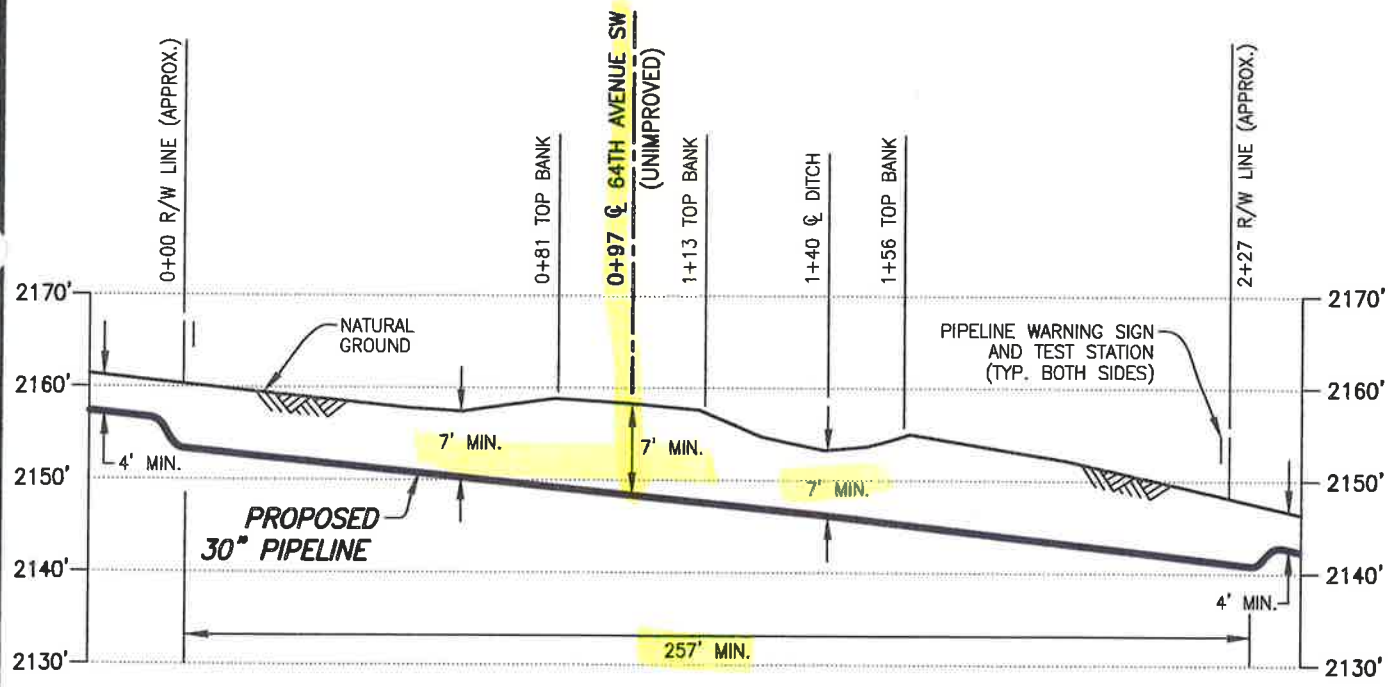 0+00 R/W LINE (APPROX.)
0+81 TOP BANK
0+97 ℄ 64TH AVENUE SW
(UNIMPROVED)
1+13 TOP BANK
1+40 ℄ DITCH
1+56 TOP BANK
2+27 R/W LINE (APPROX.)
2170'
2170'
NATURAL
GROUND
PIPELINE WARNING SIGN
AND TEST STATION
(TYP. BOTH SIDES)
2160'
2160'
4' MIN.
7' MIN.
7' MIN.
7' MIN.
2150'
2150'
PROPOSED
30" PIPELINE
2140'
2140'
4' MIN.
257' MIN.
2130'
2130'